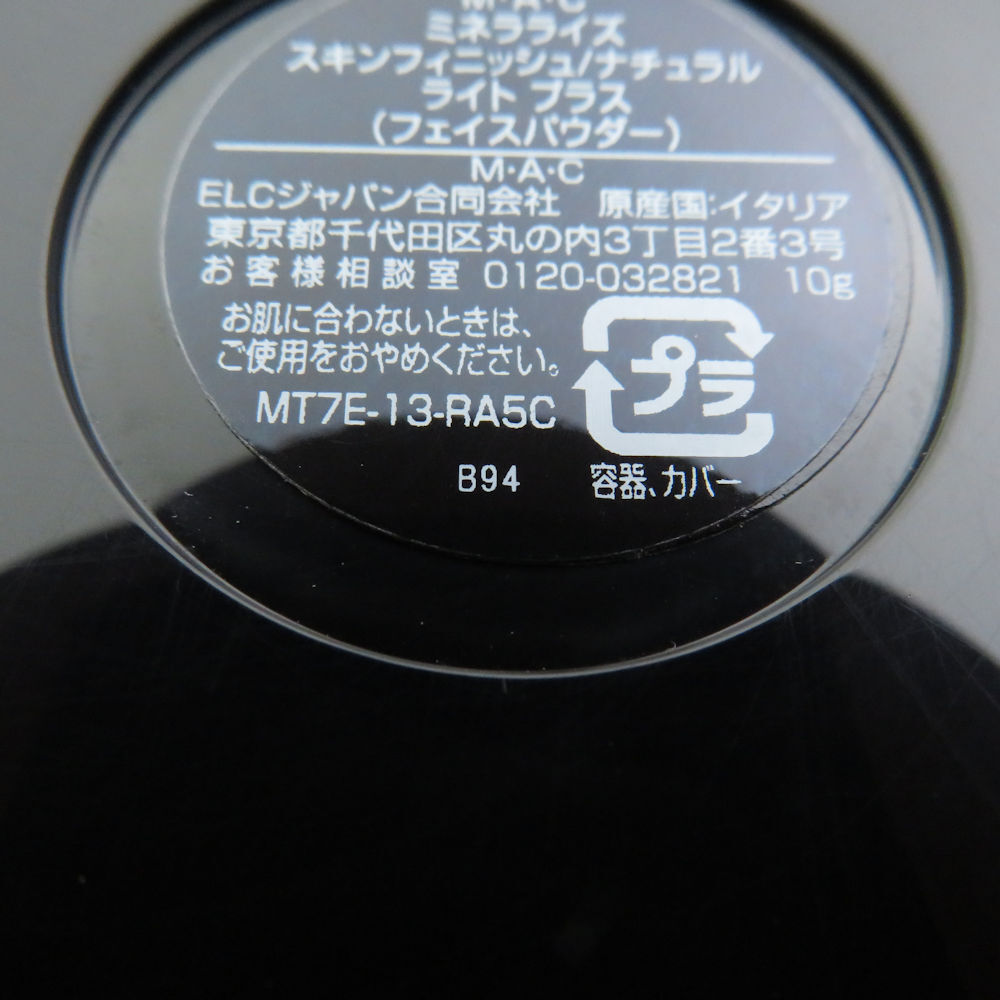 M·A·C
ミネラライズ
スキンフィニッシュ/ナチュラル
ライト プラス
(フェイスパウダー)
M·A·C
ELCジャパン合同会社 原産国:イタリア
東京都千代田区丸の内3丁目2番3号
お客様相談室 0120-032821 10g
お肌に合わないときは、
ご使用をおやめください。
プラ
MT7E-13-RA5C
B94 容器、カバー